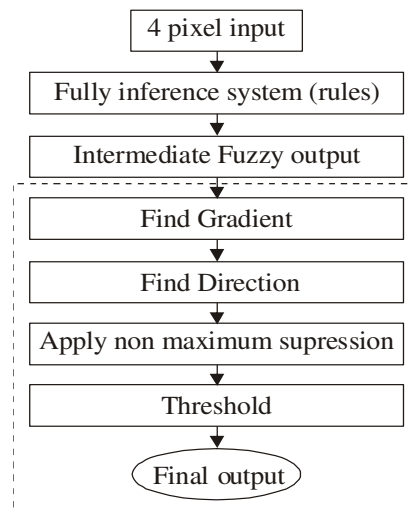 4 pixel input
Fully inference system (rules)
Intermediate Fuzzy output
Find Gradient
Find Direction
Apply non maximum supression
Threshold
Final output